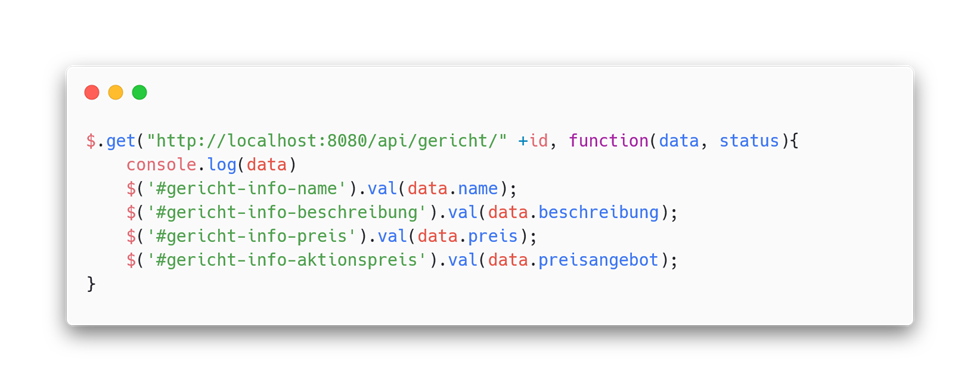 $.get("http://localhost:8080/api/gericht/" +id, function(data, status){
    console.log(data)
    $('#gericht-info-name').val(data.name);
    $('#gericht-info-beschreibung').val(data.beschreibung);
    $('#gericht-info-preis').val(data.preis);
    $('#gericht-info-aktionspreis').val(data.preisangebot);
}